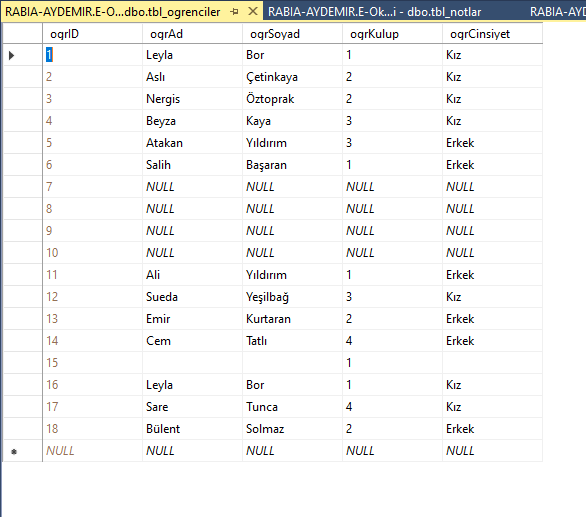 RABIA-AYDEMIR.E-O...dbo.tbl_ogrenciler RABIA-AYDEMIR.E-Ok...i - dbo.tbl_notlar RABIA-AYD
ogrID ogrAd ogrSoyad ogrKulup ogrCinsiyet
1 Leyla Bor 1 Kız
2 Aslı Çetinkaya 2 Kız
3 Nergis Öztoprak 2 Kız
4 Beyza Kaya 3 Kız
5 Atakan Yıldırım 3 Erkek
6 Salih Başaran 1 Erkek
7 NULL NULL NULL NULL
8 NULL NULL NULL NULL
9 NULL NULL NULL NULL
10 NULL NULL NULL NULL
11 Ali Yıldırım 1 Erkek
12 Sueda Yeşilbağ 3 Kız
13 Emir Kurtaran 2 Erkek
14 Cem Tatlı 4 Erkek
15 1
16 Leyla Bor 1 Kız
17 Sare Tunca 4 Kız
18 Bülent Solmaz 2 Erkek
NULL NULL NULL NULL NULL